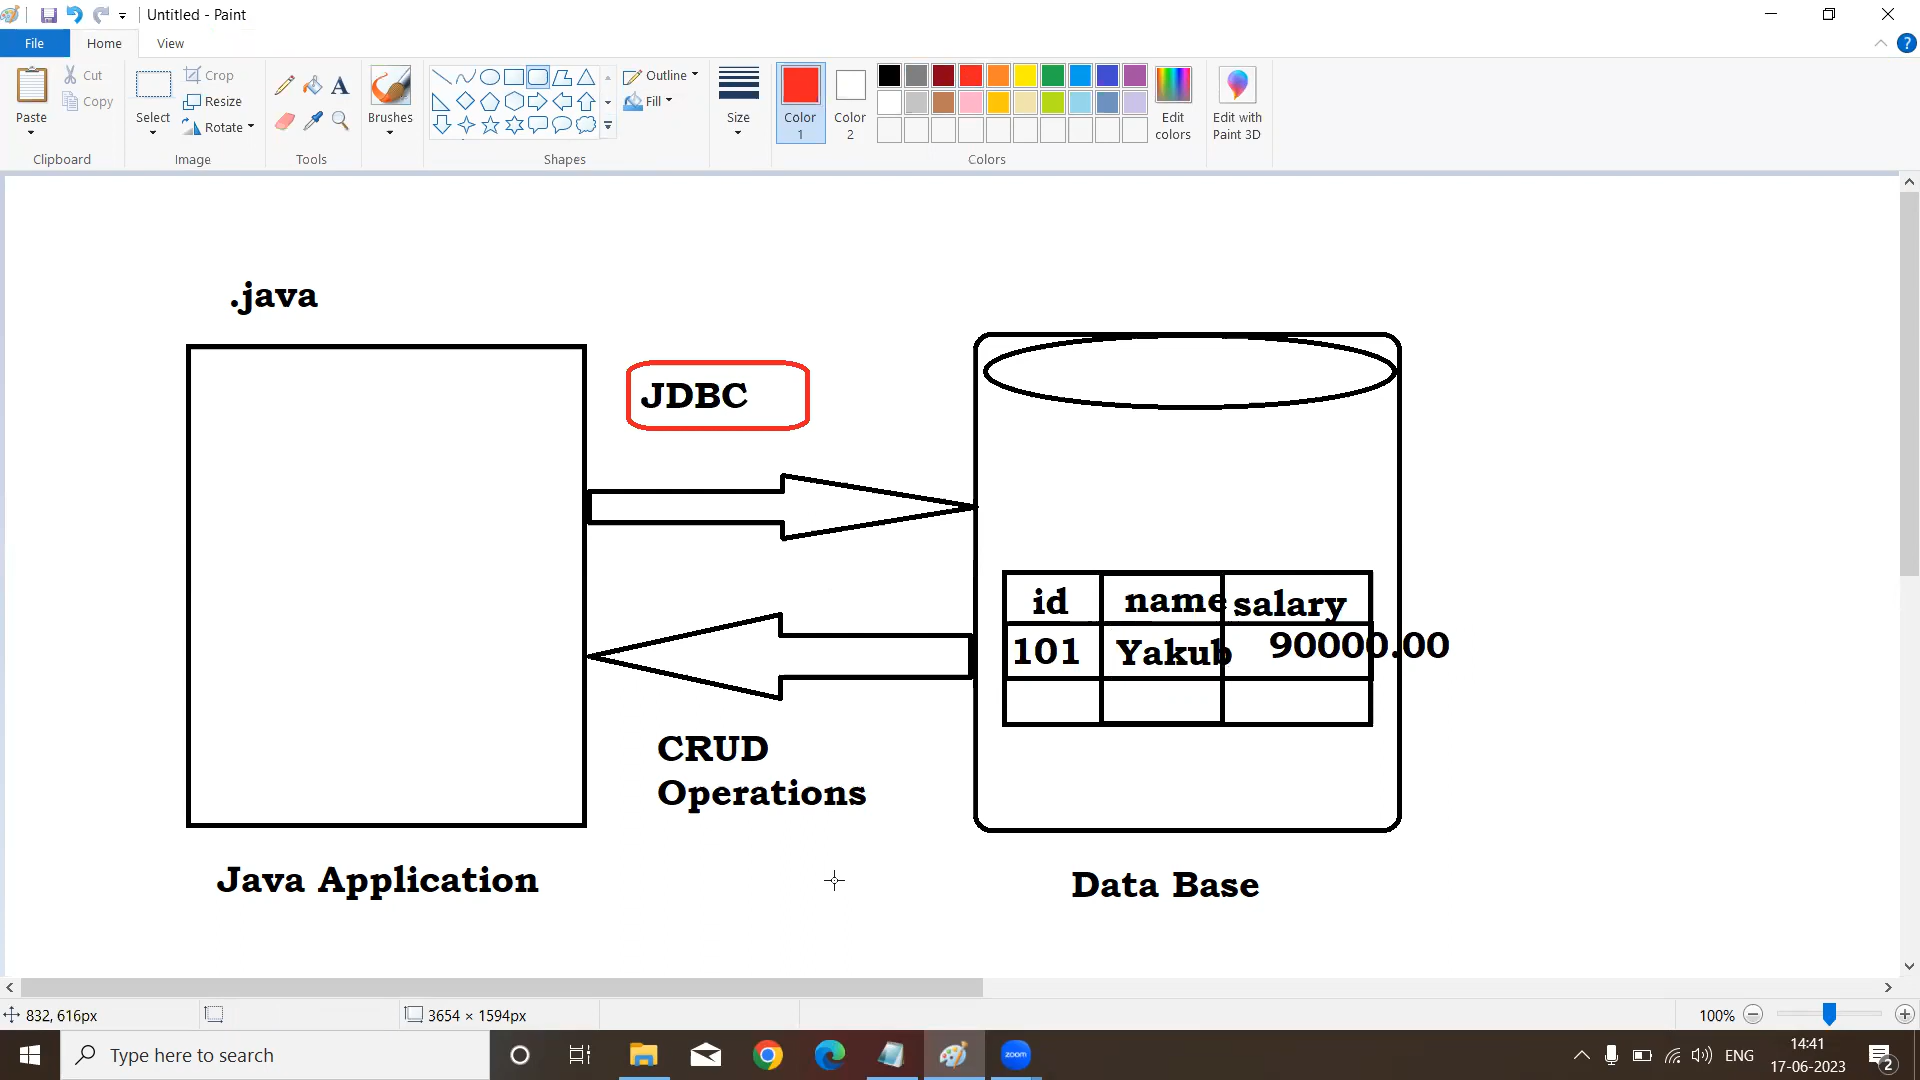 Untitled - Paint
File Home View
Paste
Cut
Copy
Clipboard
Select
Crop
Resize
Rotate
Image
Tools
Brushes
Shapes
Outline
Fill
Size
Color 1
Color 2
Colors
Edit colors
Edit with Paint 3D
.java
JDBC
id name salary
101 Yakub 90000.00
CRUD
Operations
Java Application
Data Base
832, 616px
3654 × 1594px
100%
Type here to search
zoom
ENG
14:41
17-06-2023
2